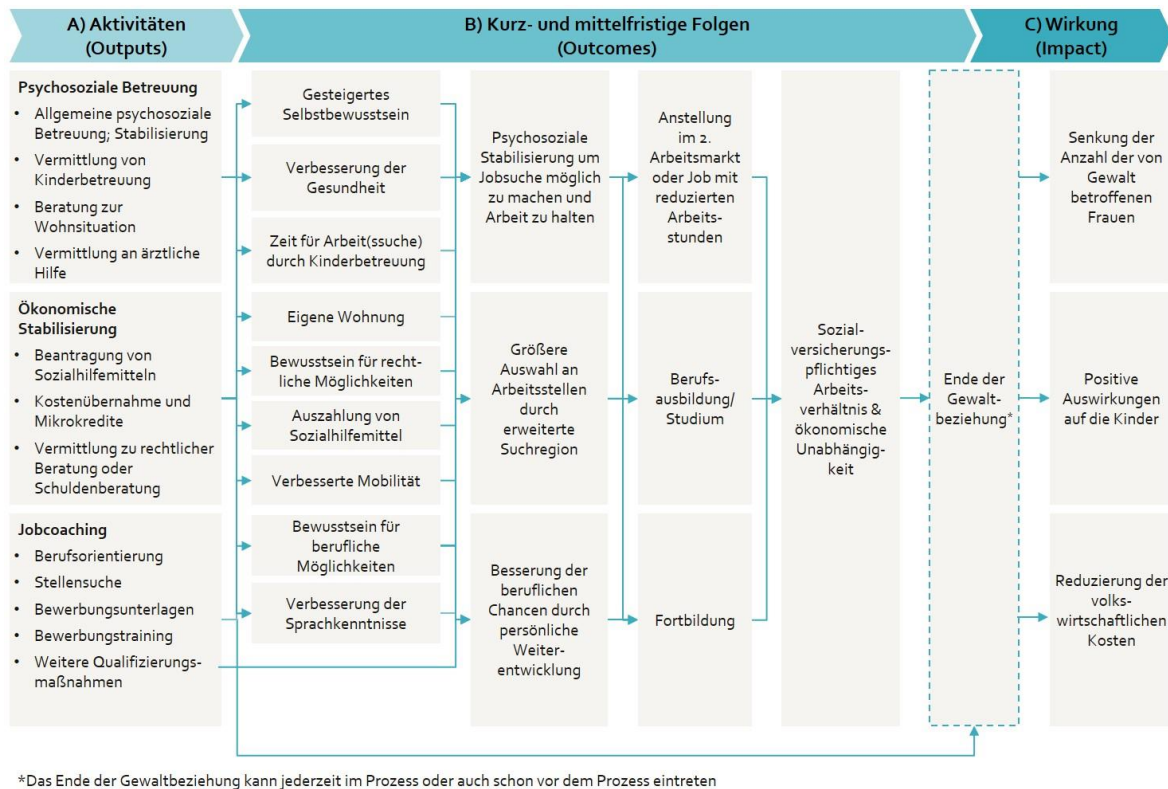 A) Aktivitäten
(Outputs)
B) Kurz- und mittelfristige Folgen
(Outcomes)
C) Wirkung
(Impact)
Psychosoziale Betreuung
• Allgemeine psychosoziale
Betreuung; Stabilisierung
• Vermittlung von
Kinderbetreuung
• Beratung zur
Wohnsituation
• Vermittlung an ärztliche
Hilfe
Ökonomische
Stabilisierung
• Beantragung von
Sozialhilfemitteln
• Kostenübernahme und
Mikrokredite
• Vermittlung zu rechtlicher
Beratung oder
Schuldenberatung
Jobcoaching
• Berufsorientierung
• Stellensuche
• Bewerbungsunterlagen
• Bewerbungstraining
• Weitere Qualifizierungs-
maßnahmen
Gesteigertes
Selbstbewusstsein
Verbesserung der
Gesundheit
Zeit für Arbeit(ssuche)
durch Kinderbetreuung
Eigene Wohnung
Bewusstsein für recht-
liche Möglichkeiten
Auszahlung von
Sozialhilfemittel
Verbesserte Mobilität
Bewusstsein für
berufliche
Möglichkeiten
Verbesserung der
Sprachkenntnisse
Psychosoziale
Stabilisierung um
Jobsuche möglich
zu machen und
Arbeit zu halten
Größere
Auswahl an
Arbeitsstellen
durch
erweiterte
Suchregion
Besserung der
beruflichen
Chancen durch
persönliche
Weiter-
entwicklung
Anstellung
im 2.
Arbeitsmarkt
oder Job mit
reduzierten
Arbeits-
stunden
Berufs-
ausbildung/
Studium
Fortbildung
Sozial-
versicherungs-
pflichtiges
Arbeits-
verhältnis &
ökonomische
Unabhängig-
keit
Ende der
Gewalt-
beziehung*
Senkung der
Anzahl der von
Gewalt
betroffenen
Frauen
Positive
Auswirkungen
auf die Kinder
Reduzierung der
volks-
wirtschaftlichen
Kosten
*Das Ende der Gewaltbeziehung kann jederzeit im Prozess oder auch schon vor dem Prozess eintreten